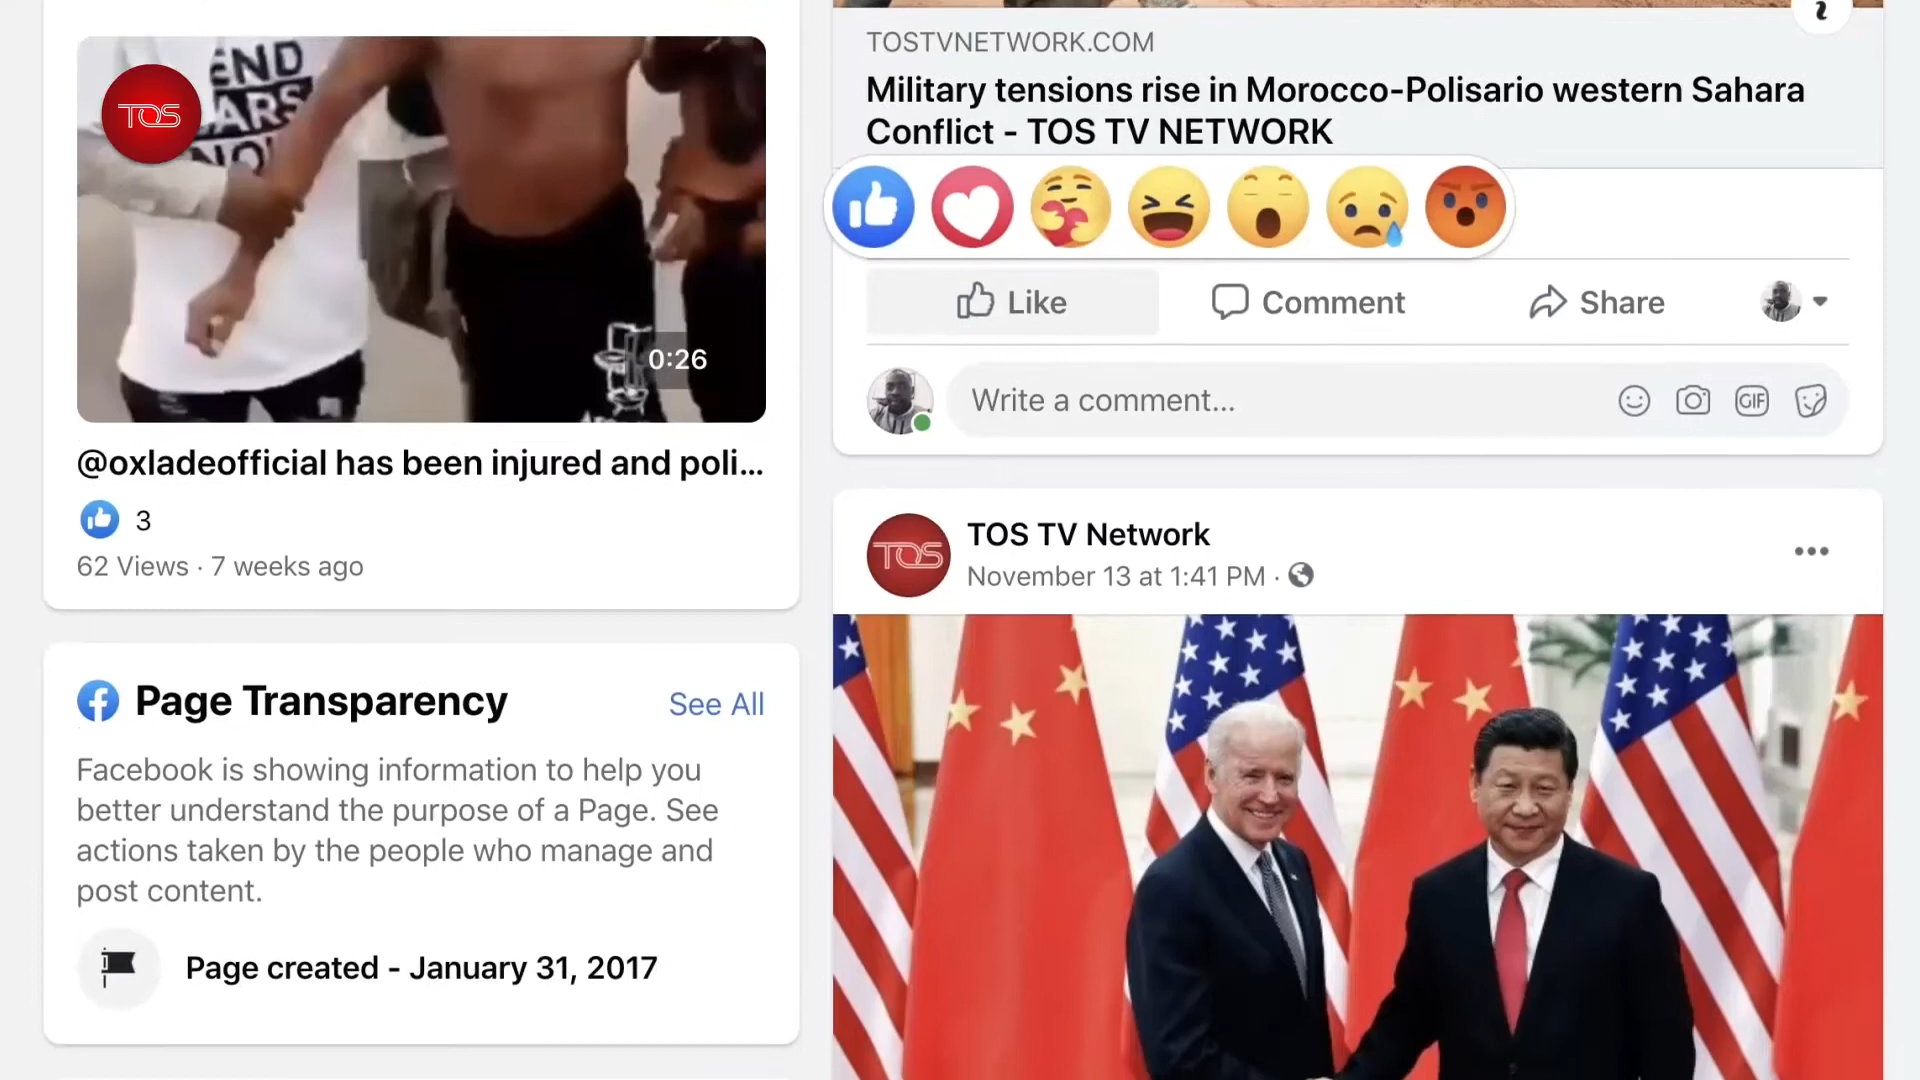 END
SARS
NOW
TOS
0:26
@oxladeofficial has been injured and poli...
3
62 Views · 7 weeks ago
Page Transparency
See All
Facebook is showing information to help you
better understand the purpose of a Page. See
actions taken by the people who manage and
post content.
Page created - January 31, 2017
TOSTVNETWORK.COM
Military tensions rise in Morocco-Polisario western Sahara
Conflict - TOS TV NETWORK
Like
Comment
Share
Write a comment...
GIF
TOS
TOS TV Network
November 13 at 1:41 PM ·